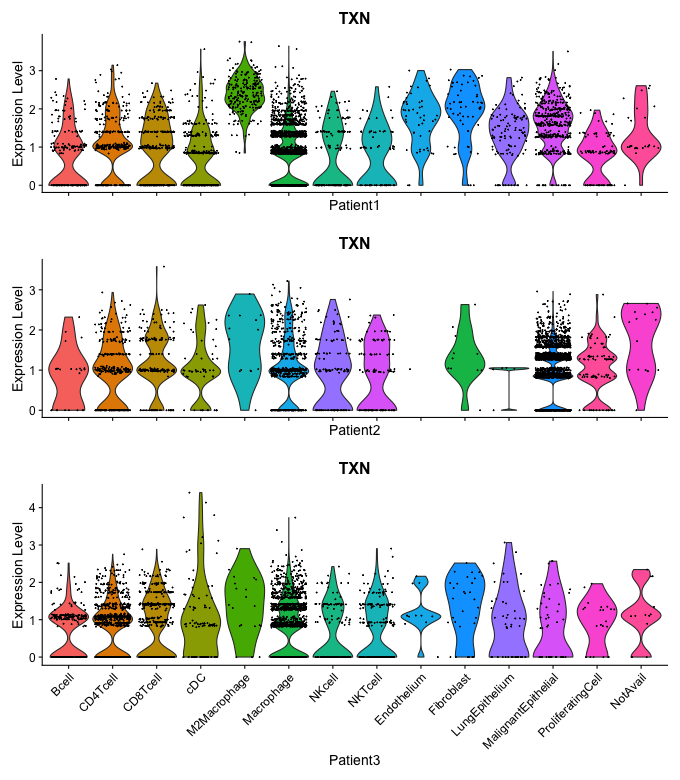 TXN
Expression Level
3
2
1
0
Patient1
TXN
Expression Level
3
2
1
0
Patient2
TXN
Expression Level
4
3
2
1
0
Bcell
CD4Tcell
CD8Tcell
cDC
M2Macrophage
Macrophage
NKcell
NKTcell
Endothelium
Fibroblast
LungEpithelium
MalignantEpithelial
ProliferatingCell
NotAvail
Patient3